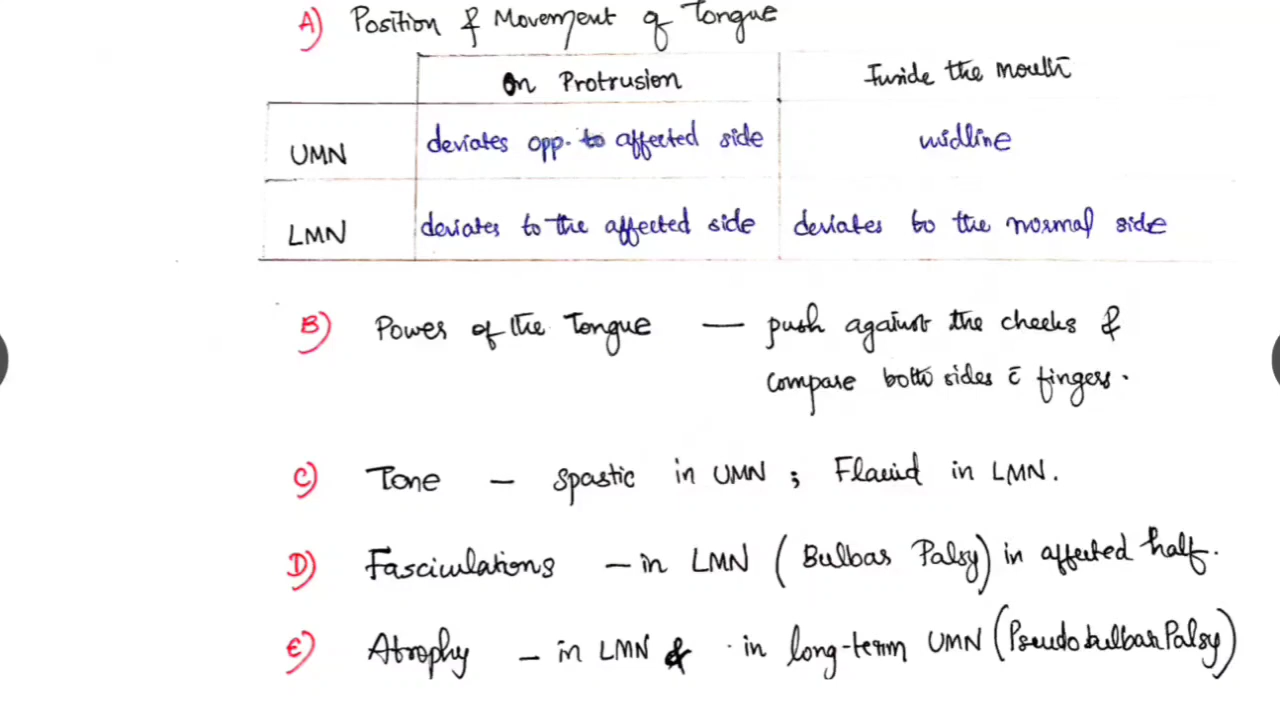 A) Position & Movement of Tongue
On Protrusion Inside the mouth
UMN deviates opp. to affected side midline
LMN deviates to the affected side deviates to the normal side
B) Power of the Tongue — push against the cheeks &
compare both sides c̄ fingers.
C) Tone — Spastic in UMN ; Flaccid in LMN.
D) Fasciculations — in LMN (Bulbar Palsy) in affected half.
E) Atrophy — in LMN & in long-term UMN (Pseudobulbar Palsy)